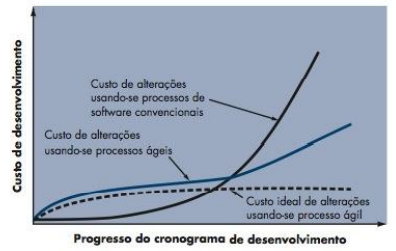 Custo de desenvolvimento
Custo de alterações
usando-se processos de
software convencionais
Custo de alterações
usando-se processos ágeis
Custo ideal de alterações
usando-se processo ágil
Progresso do cronograma de desenvolvimento